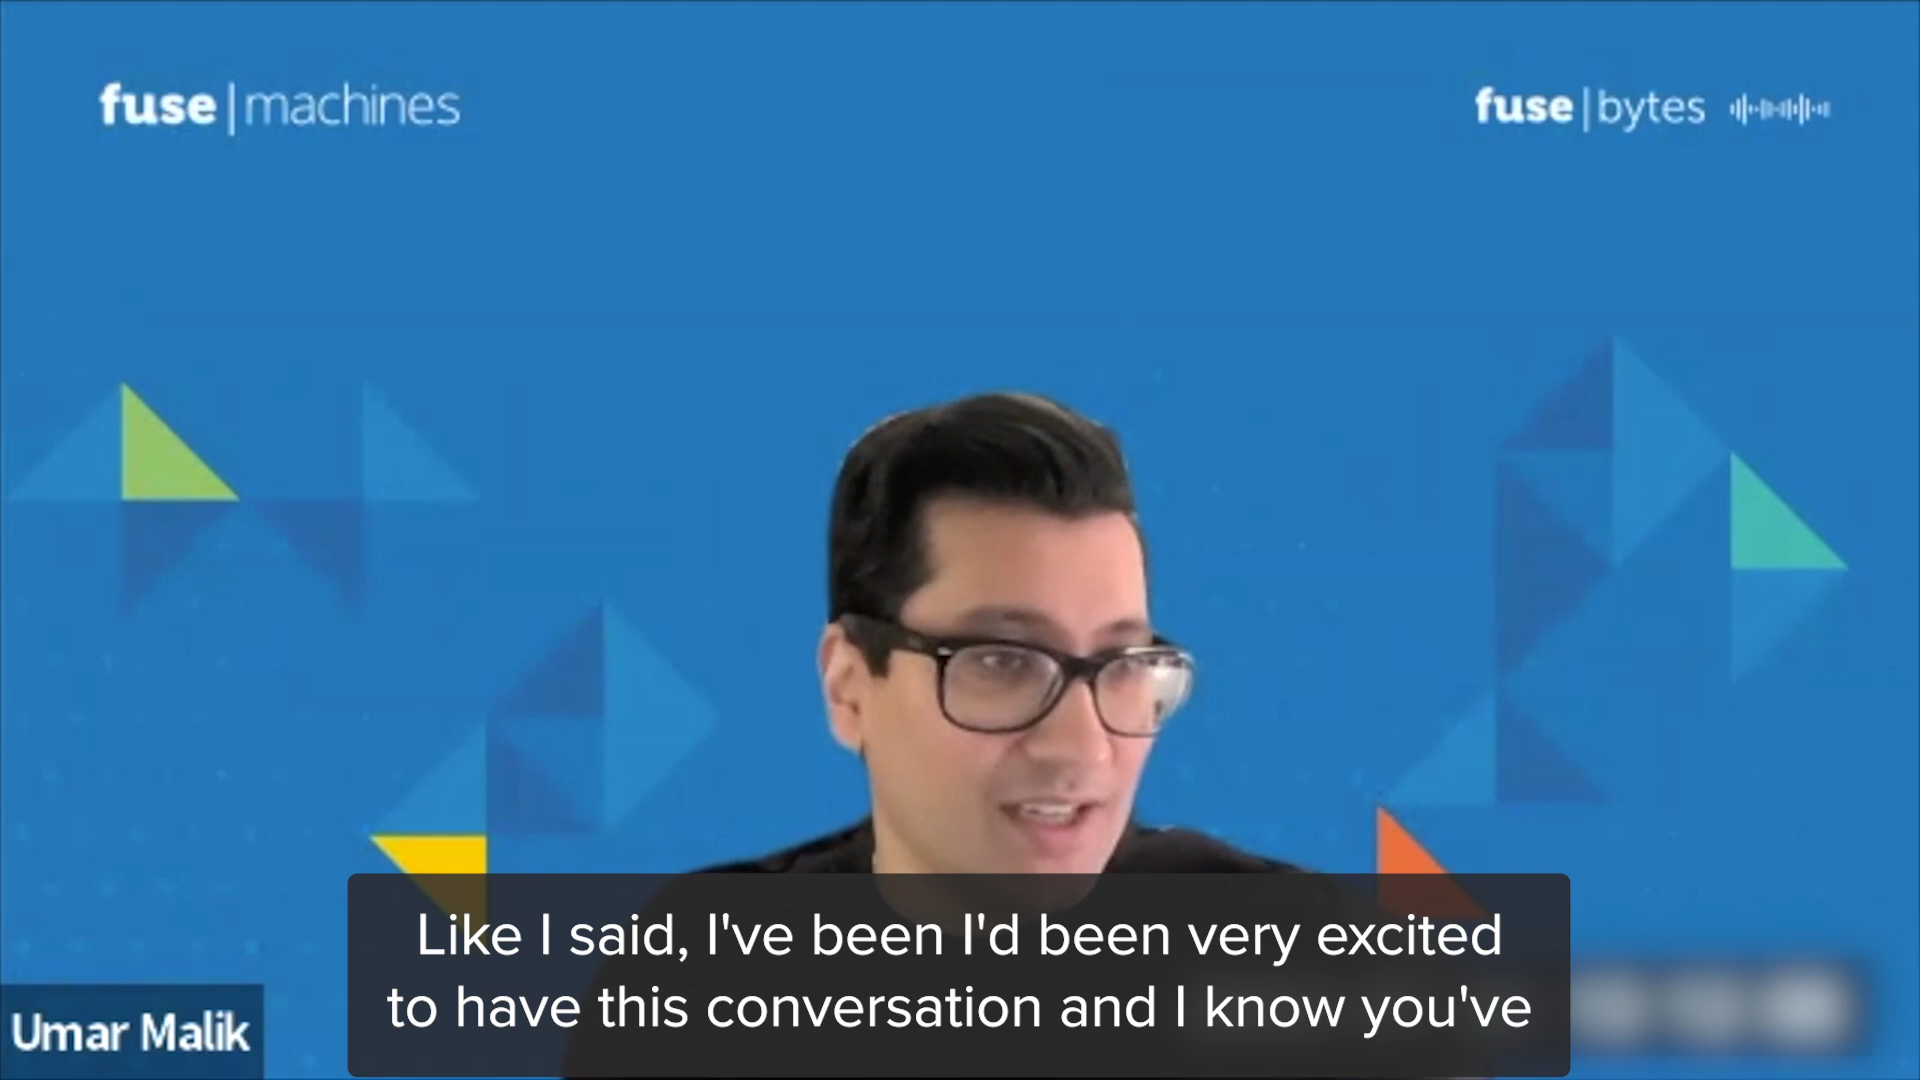 fuse|machines
fuse|bytes
Like I said, I've been I'd been very excited
to have this conversation and I know you've
Umar Malik